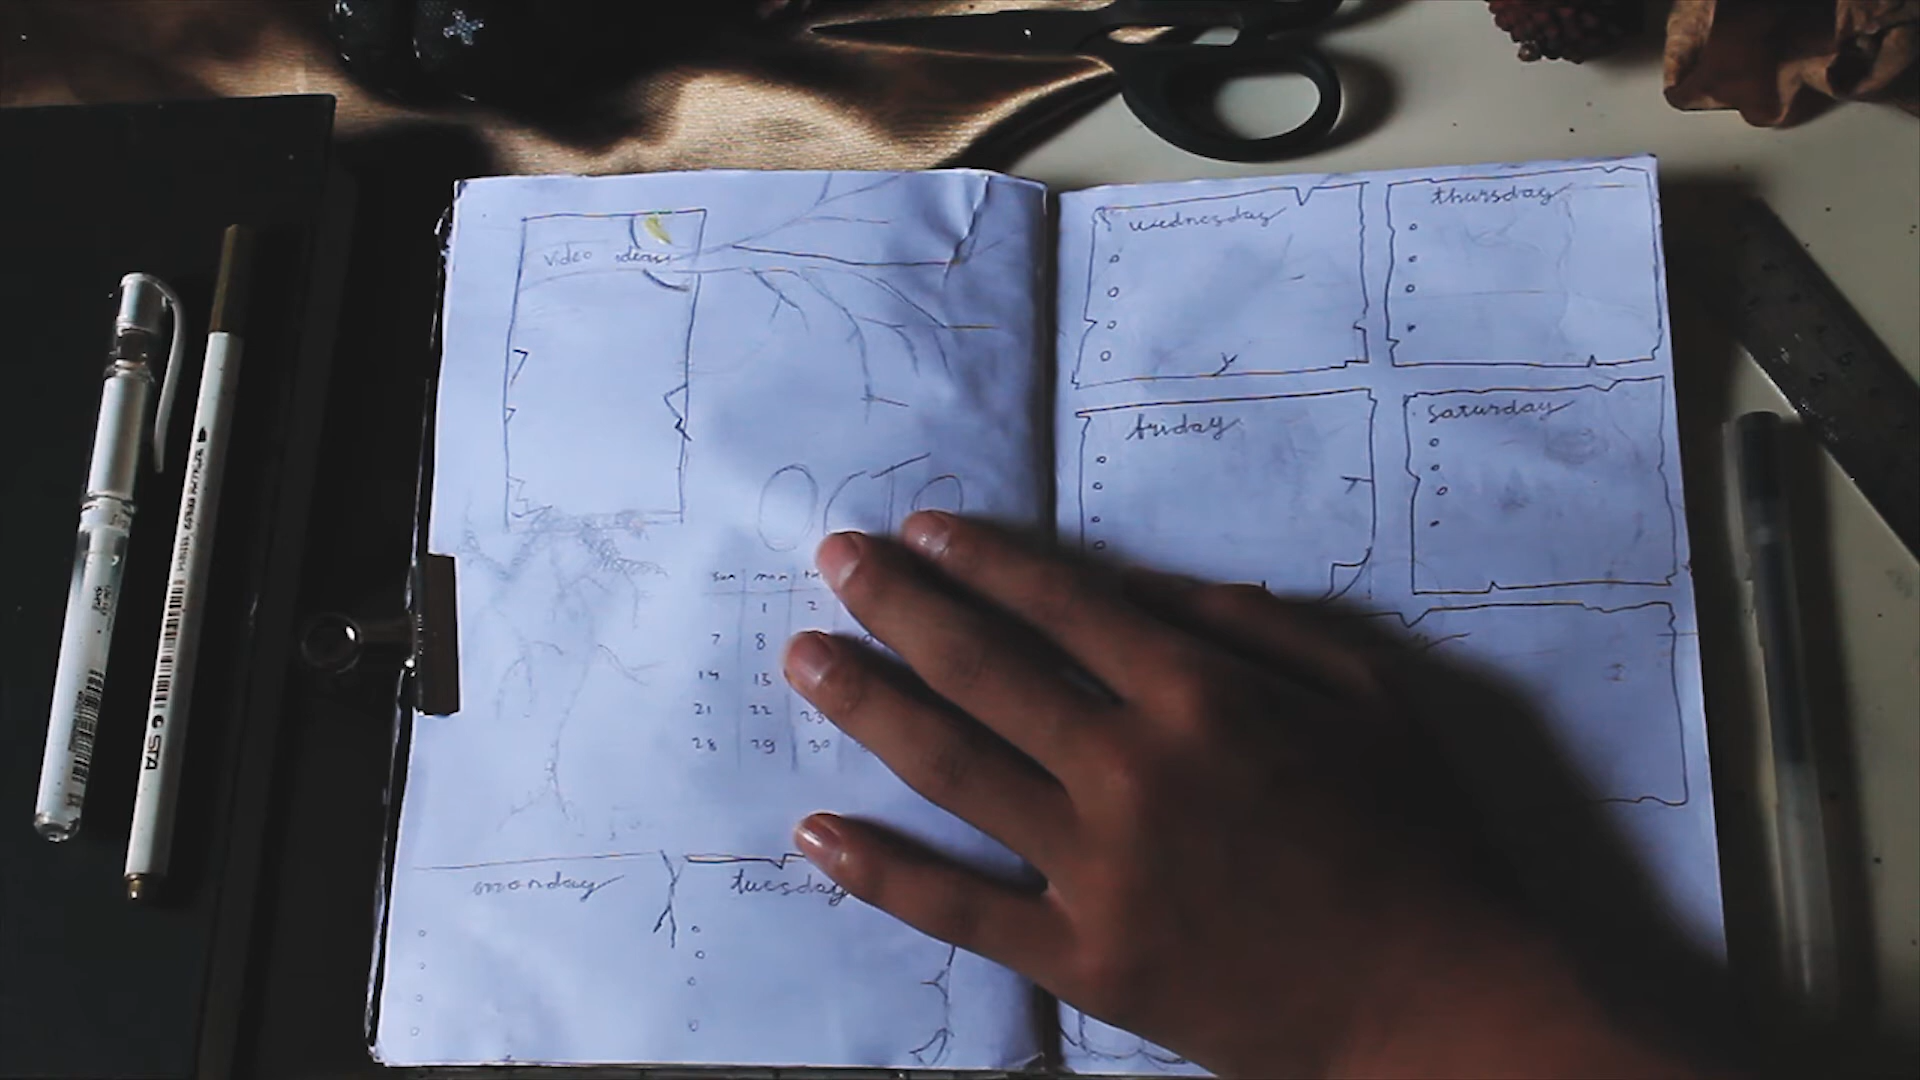 video ideas
OCTO
sun mon
1 2
7 8
14 15
21 22 23
28 29 30
monday
tuesday
wednesday
thursday
friday
saturday
STA